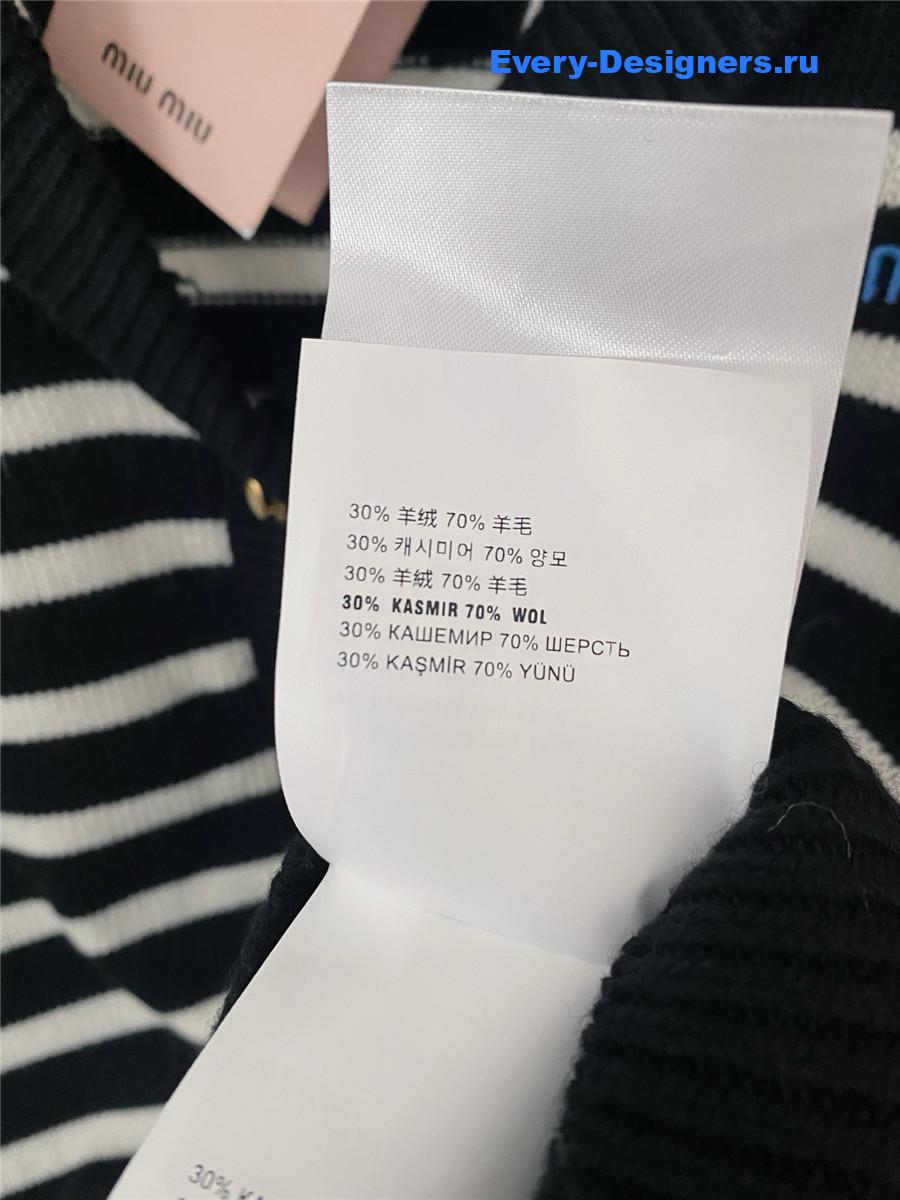 Every-Designers.ru
MIU MIU
30% 羊绒 70% 羊毛
30% 캐시미어 70% 양모
30% 羊絨 70% 羊毛
30% KASMIR 70% WOL
30% КАШЕМИР 70% ШЕРСТЬ
30% KAŞMİR 70% YÜNÜ
30%